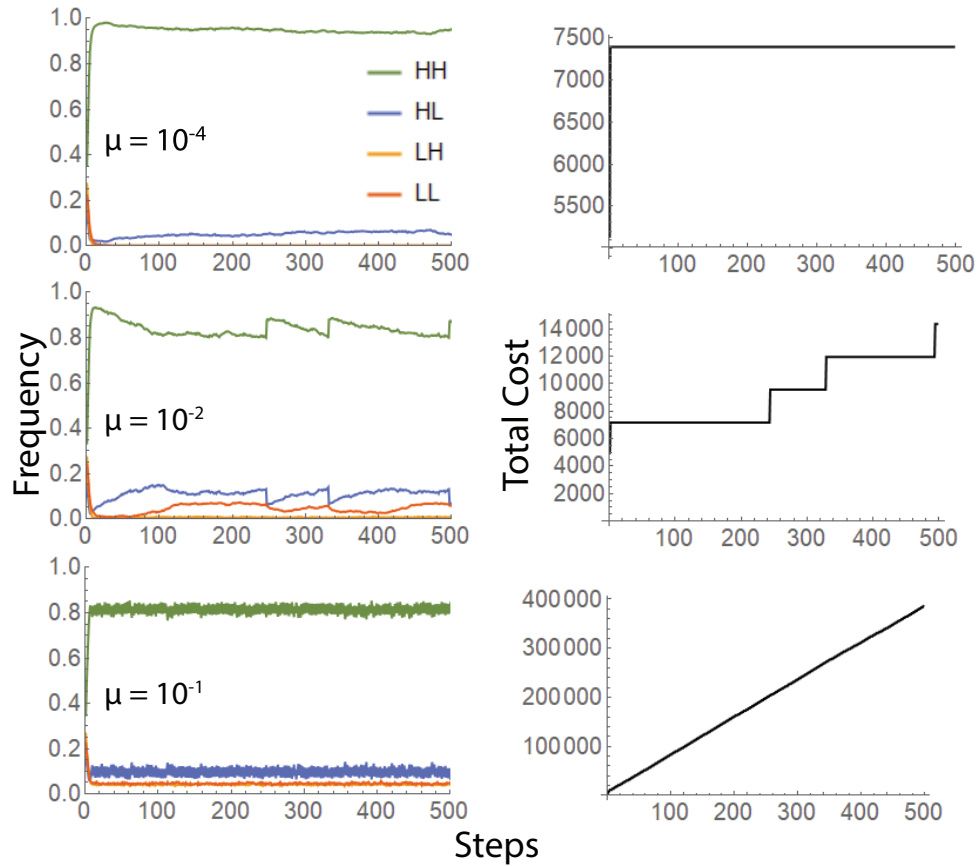 1.0
0.8
0.6
0.4
0.2
0.0
0 100 200 300 400 500
μ = 10-4
HH
HL
LH
LL
7500
7000
6500
6000
5500
100 200 300 400 500
1.0
0.8
0.6
0.4
0.2
0.0
0 100 200 300 400 500
μ = 10-2
Frequency
14000
12000
10000
8000
6000
4000
2000
100 200 300 400 500
Total Cost
1.0
0.8
0.6
0.4
0.2
0.0
0 100 200 300 400 500
μ = 10-1
400000
300000
200000
100000
100 200 300 400 500
Steps